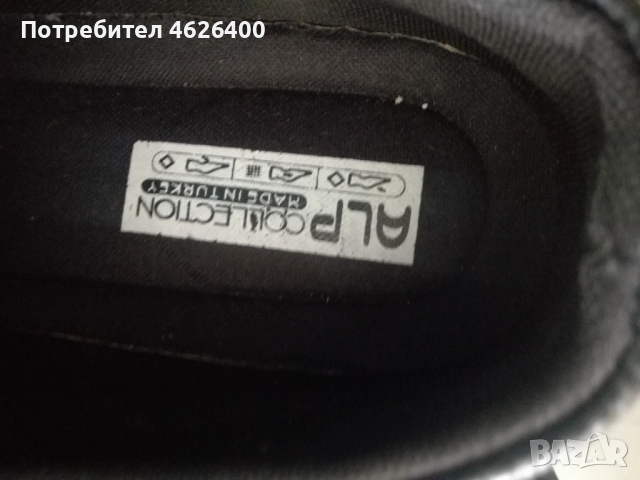 Потребител 4626400
ALP COLLECTION
MADE IN TURKEY
BAZAR